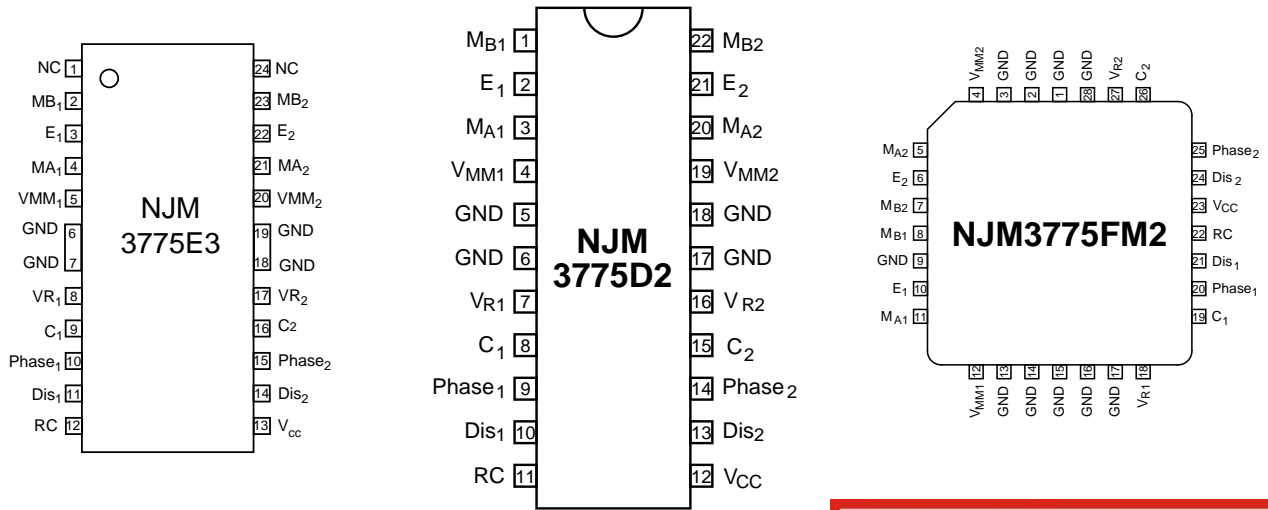 NC 1
MB1 2
E1 3
MA1 4
VMM1 5
GND 6
GND 7
VR1 8
C1 9
Phase1 10
Dis1 11
RC 12
NJM
3775E3
24 NC
23 MB2
22 E2
21 MA2
20 VMM2
19 GND
18 GND
17 VR2
16 C2
15 Phase2
14 Dis2
13 Vcc
MB1 1
E1 2
MA1 3
VMM1 4
GND 5
GND 6
VR1 7
C1 8
Phase1 9
Dis1 10
RC 11
NJM
3775D2
22 MB2
21 E2
20 MA2
19 VMM2
18 GND
17 GND
16 VR2
15 C2
14 Phase2
13 Dis2
12 VCC
VMM2 4
GND 3
GND 2
GND 1
GND 28
VR2 27
C2 26
MA2 5
E2 6
MB2 7
MB1 8
GND 9
E1 10
MA1 11
NJM3775FM2
25 Phase2
24 Dis2
23 VCC
22 RC
21 Dis1
20 Phase1
19 C1
VMM1 12
GND 13
GND 14
GND 15
GND 16
GND 17
VR1 18